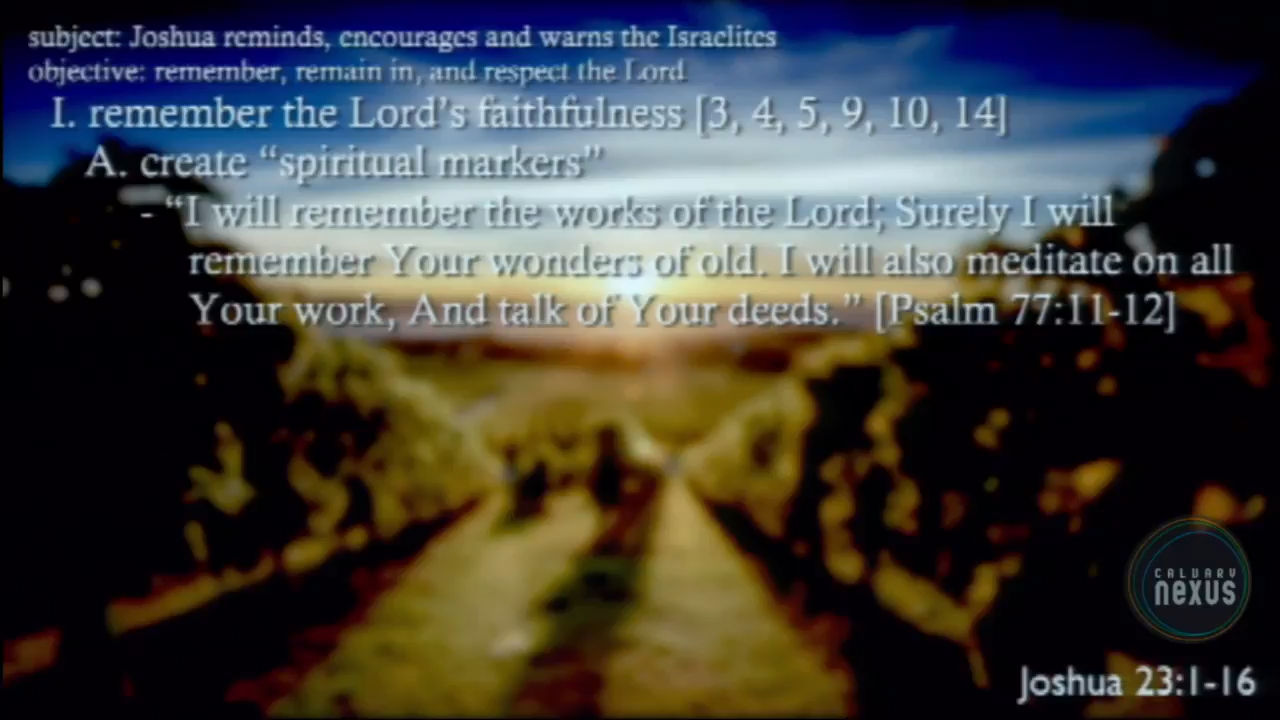 subject: Joshua reminds, encourages and warns the Israelites
objective: remember, remain in, and respect the Lord
I. remember the Lord's faithfulness [3, 4, 5, 9, 10, 14]
A. create “spiritual markers”
- “I will remember the works of the Lord; Surely I will
remember Your wonders of old. I will also meditate on all
Your work, And talk of Your deeds.” [Psalm 77:11-12]
CALVARY
nexus
Joshua 23:1-16